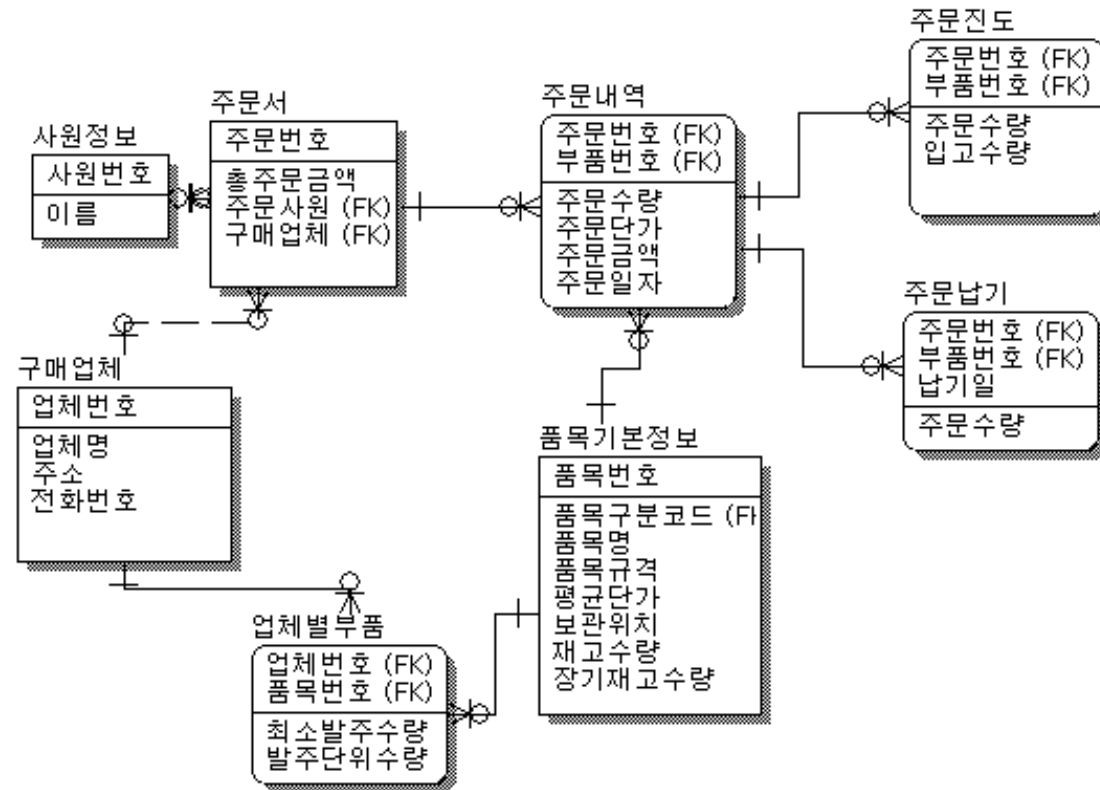 사원정보
사원번호
이름
주문서
주문번호
총주문금액
주문사원 (FK)
구매업체 (FK)
주문내역
주문번호 (FK)
부품번호 (FK)
주문수량
주문단가
주문금액
주문일자
주문진도
주문번호 (FK)
부품번호 (FK)
주문수량
입고수량
주문납기
주문번호 (FK)
부품번호 (FK)
납기일
주문수량
구매업체
업체번호
업체명
주소
전화번호
품목기본정보
품목번호
품목구분코드 (FK
품목명
품목규격
평균단가
보관위치
재고수량
장기재고수량
업체별부품
업체번호 (FK)
품목번호 (FK)
최소발주수량
발주단위수량